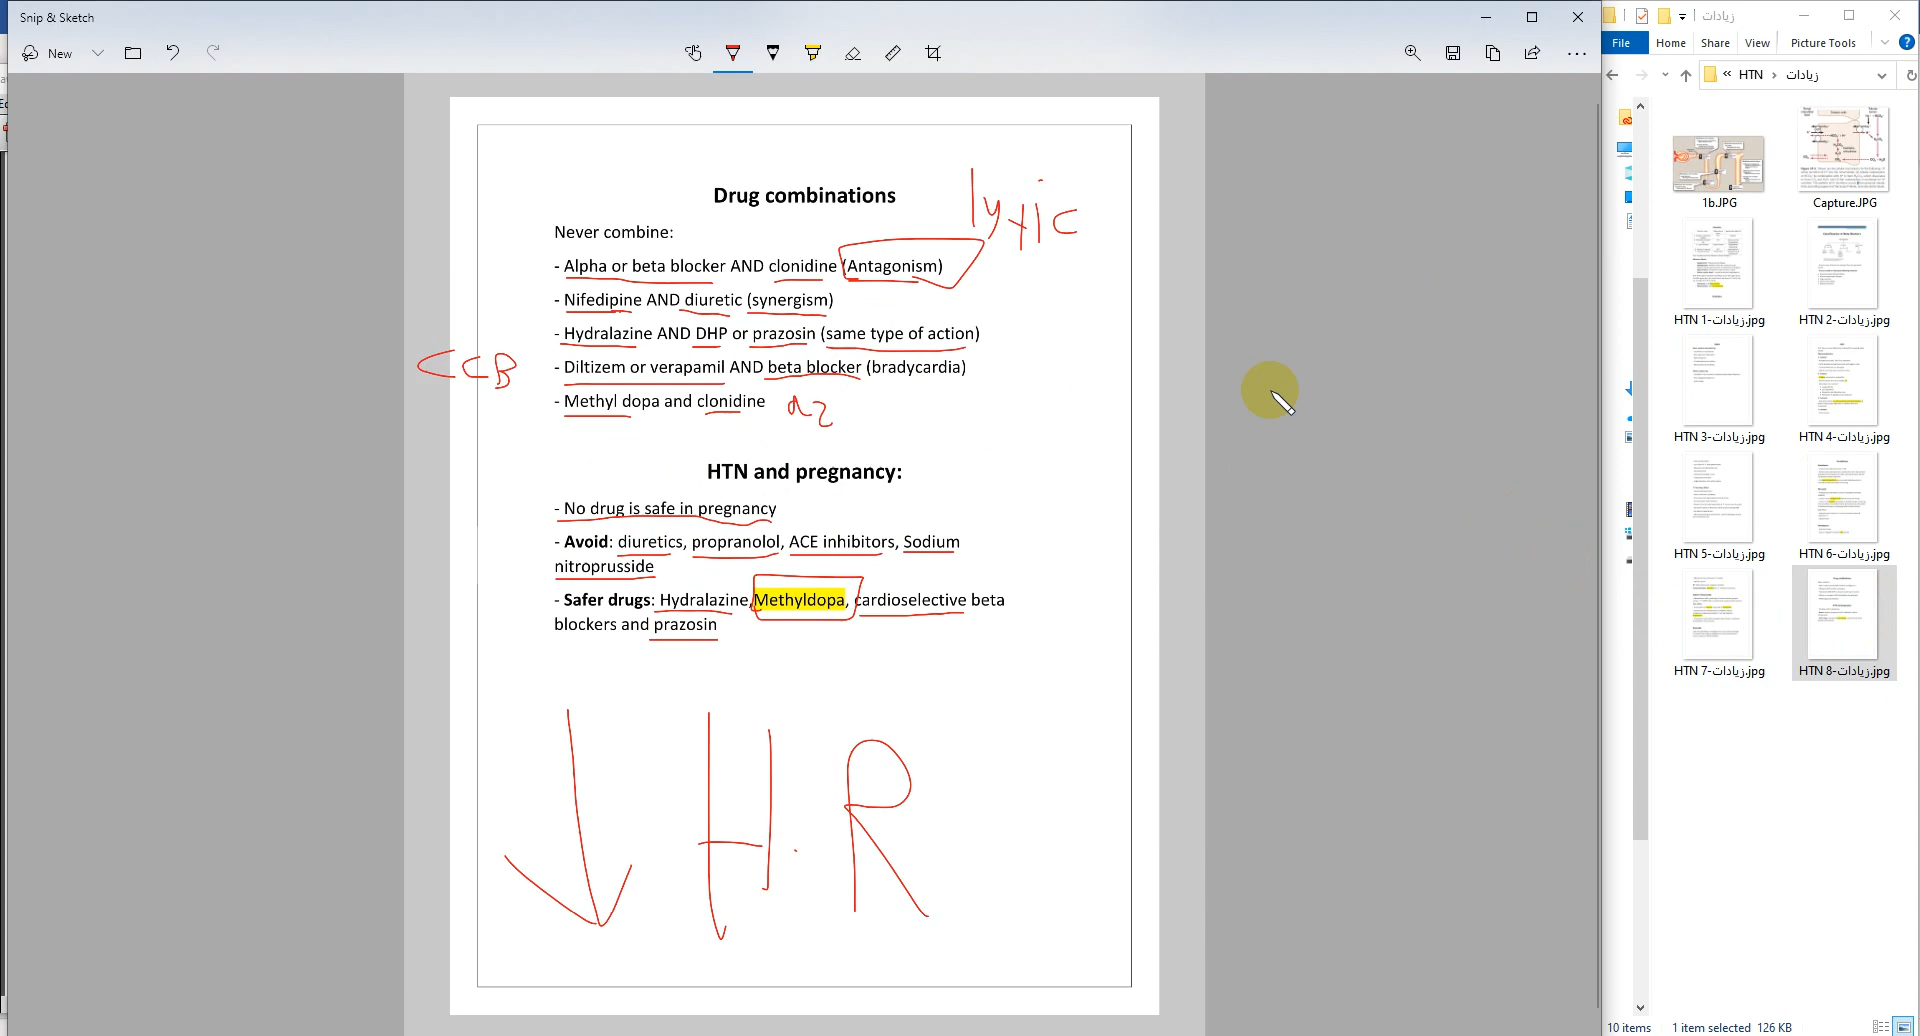 Snip & Sketch
New
Drug combinations
Never combine:
- Alpha or beta blocker AND clonidine (Antagonism)
- Nifedipine AND diuretic (synergism)
- Hydralazine AND DHP or prazosin (same type of action)
CCB
- Diltizem or verapamil AND beta blocker (bradycardia)
- Methyl dopa and clonidine α2
HTN and pregnancy:
- No drug is safe in pregnancy
- Avoid: diuretics, propranolol, ACE inhibitors, Sodium
nitroprusside
- Safer drugs: Hydralazine, Methyldopa, cardioselective beta
blockers and prazosin
↓ H.R
زيادات
File Home Share View Picture Tools
« HTN › زيادات
1b.JPG Capture.JPG
HTN 1-زيادات.jpg HTN 2-زيادات.jpg
HTN 3-زيادات.jpg HTN 4-زيادات.jpg
HTN 5-زيادات.jpg HTN 6-زيادات.jpg
HTN 7-زيادات.jpg HTN 8-زيادات.jpg
10 items 1 item selected 126 KB